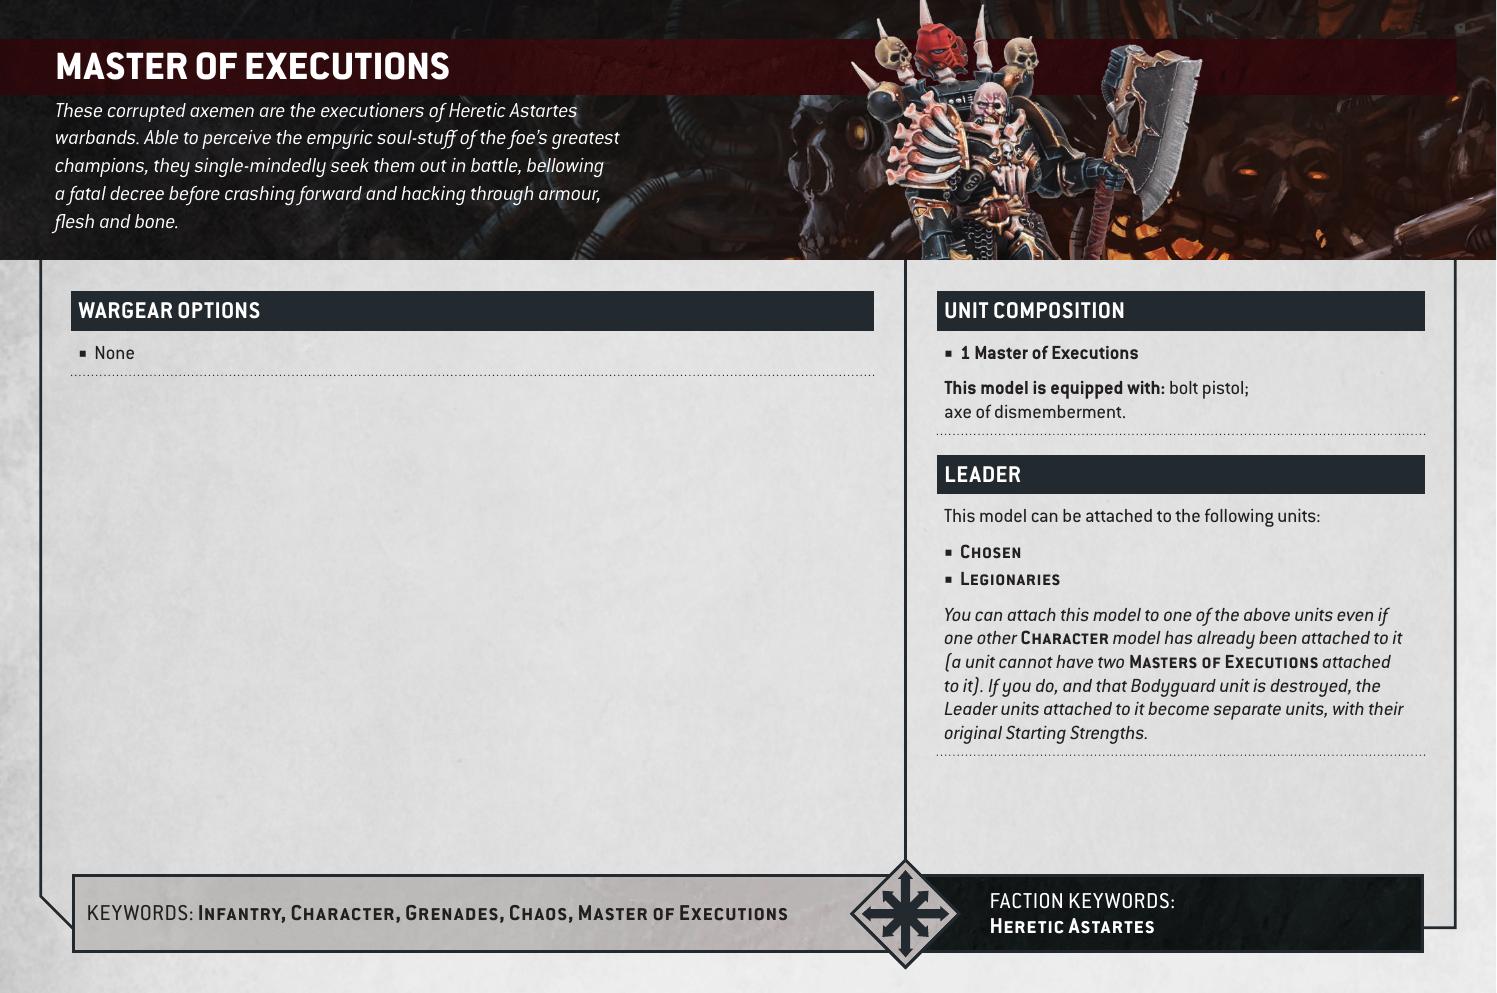 MASTER OF EXECUTIONS
These corrupted axemen are the executioners of Heretic Astartes
warbands. Able to perceive the empyric soul-stuff of the foe's greatest
champions, they single-mindedly seek them out in battle, bellowing
a fatal decree before crashing forward and hacking through armour,
flesh and bone.
WARGEAR OPTIONS
▪ None
UNIT COMPOSITION
▪ 1 Master of Executions
This model is equipped with: bolt pistol;
axe of dismemberment.
LEADER
This model can be attached to the following units:
▪ Chosen
▪ Legionaries
You can attach this model to one of the above units even if
one other Character model has already been attached to it
(a unit cannot have two Masters of Executions attached
to it). If you do, and that Bodyguard unit is destroyed, the
Leader units attached to it become separate units, with their
original Starting Strengths.
KEYWORDS: Infantry, Character, Grenades, Chaos, Master of Executions
FACTION KEYWORDS:
Heretic Astartes